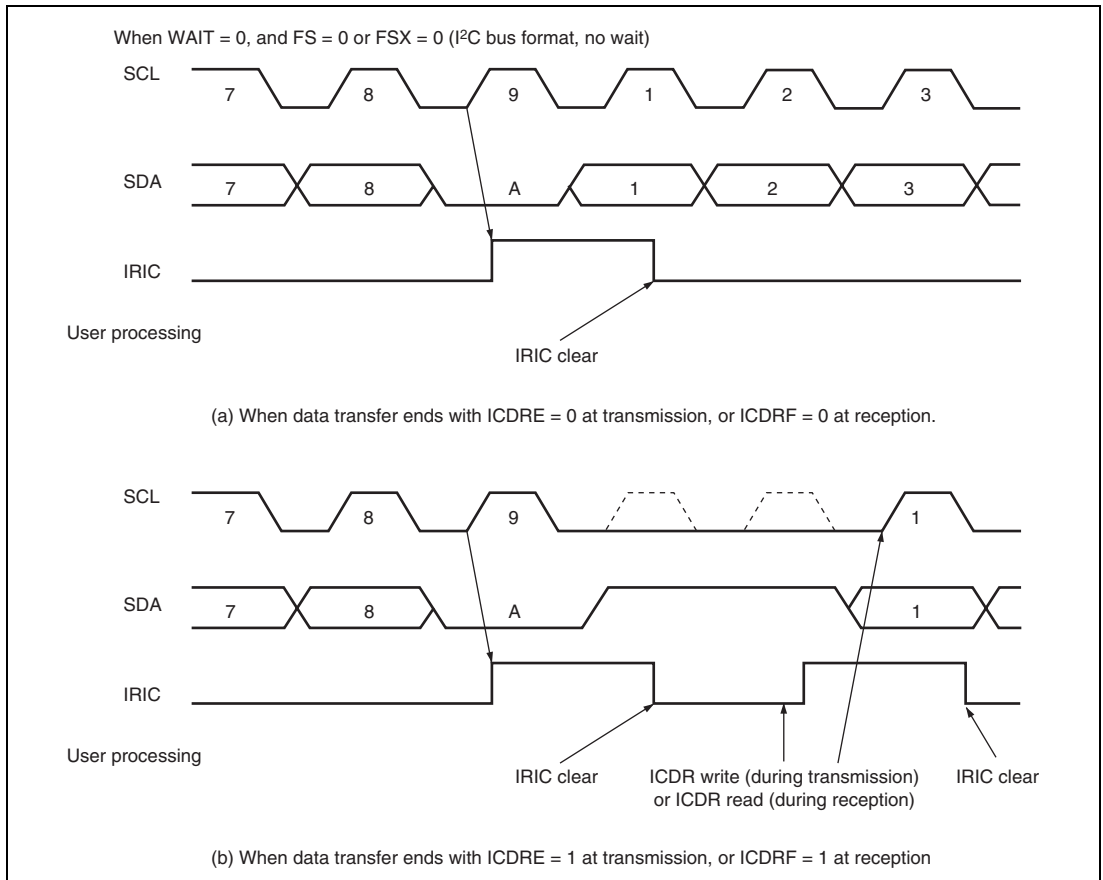 When WAIT = 0, and FS = 0 or FSX = 0 (I²C bus format, no wait)
SCL
7 8 9 1 2 3
SDA
7 8 A 1 2 3
IRIC
User processing
IRIC clear
(a) When data transfer ends with ICDRE = 0 at transmission, or ICDRF = 0 at reception.
SCL
7 8 9 1
SDA
7 8 A 1
IRIC
User processing
IRIC clear
ICDR write (during transmission)
or ICDR read (during reception)
IRIC clear
(b) When data transfer ends with ICDRE = 1 at transmission, or ICDRF = 1 at reception